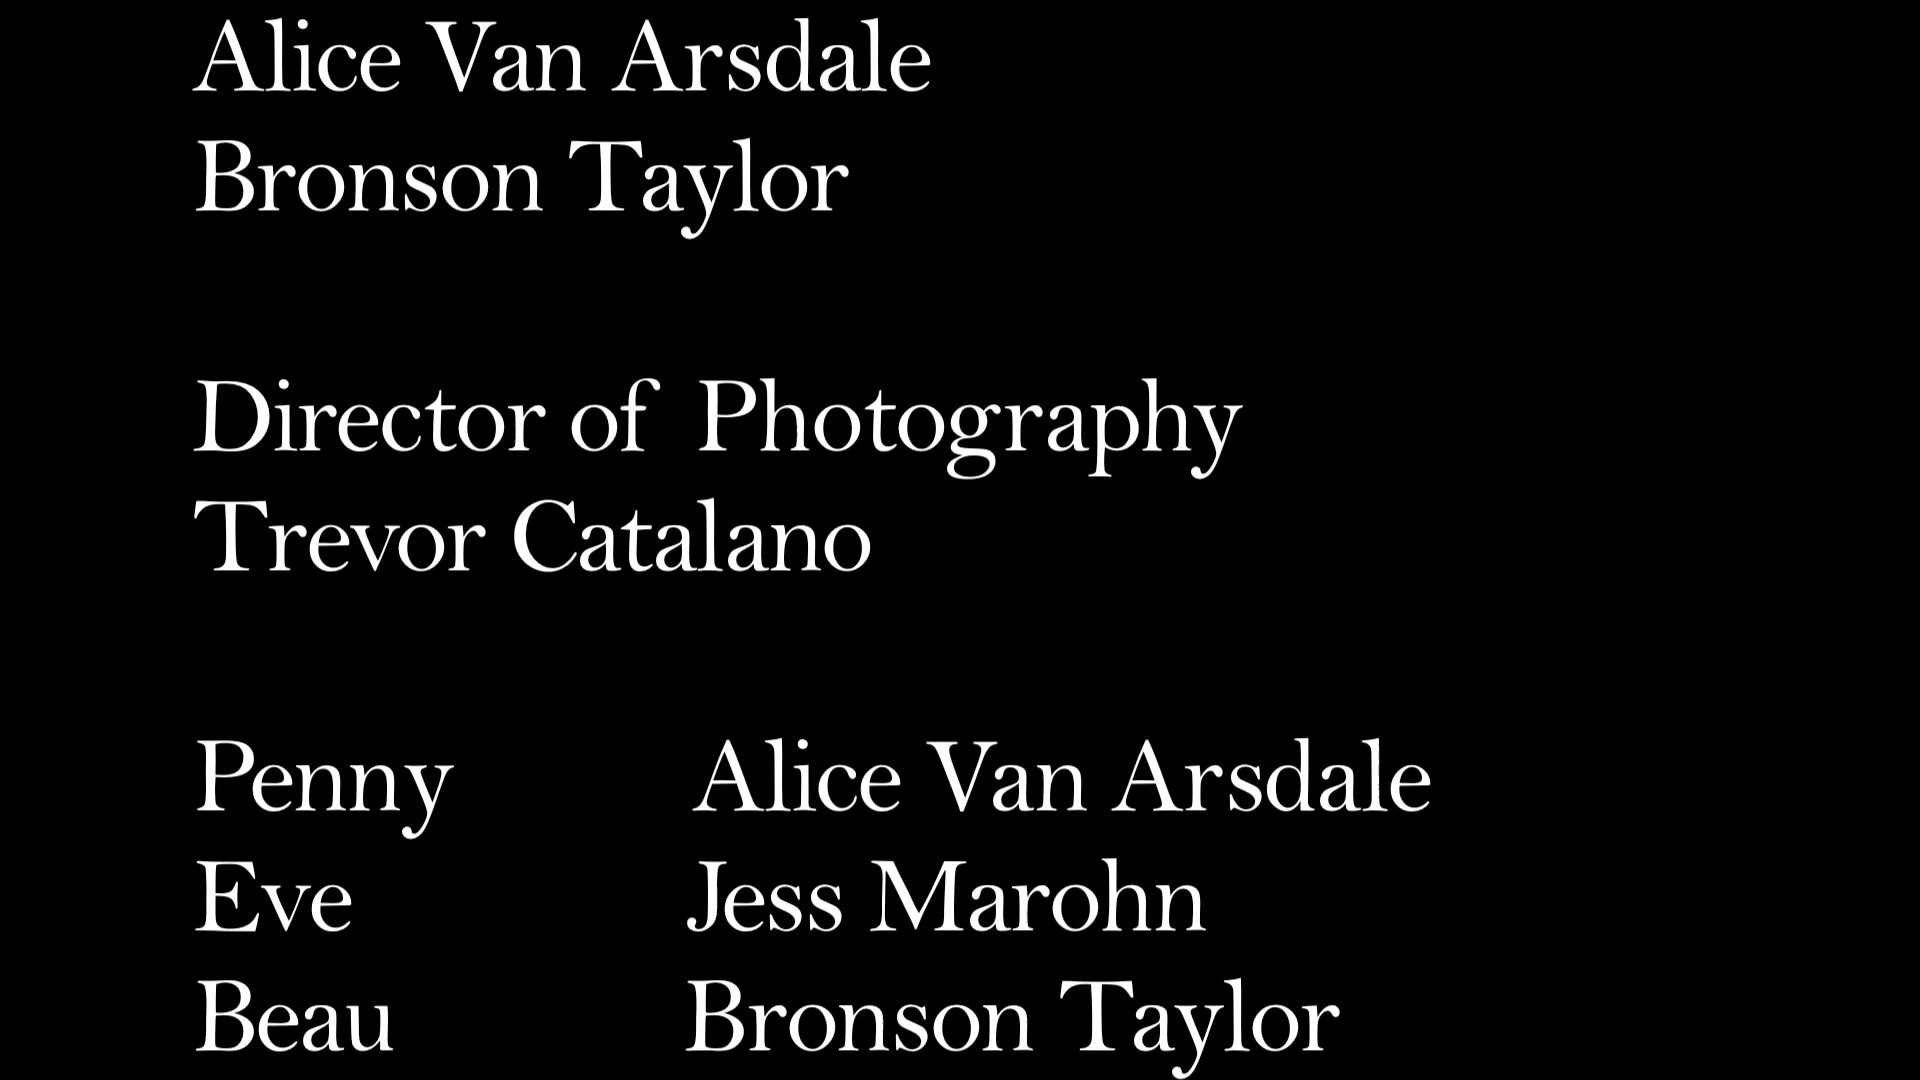 Alice Van Arsdale
Bronson Taylor
Director of Photography
Trevor Catalano
Penny Alice Van Arsdale
Eve Jess Marohn
Beau Bronson Taylor